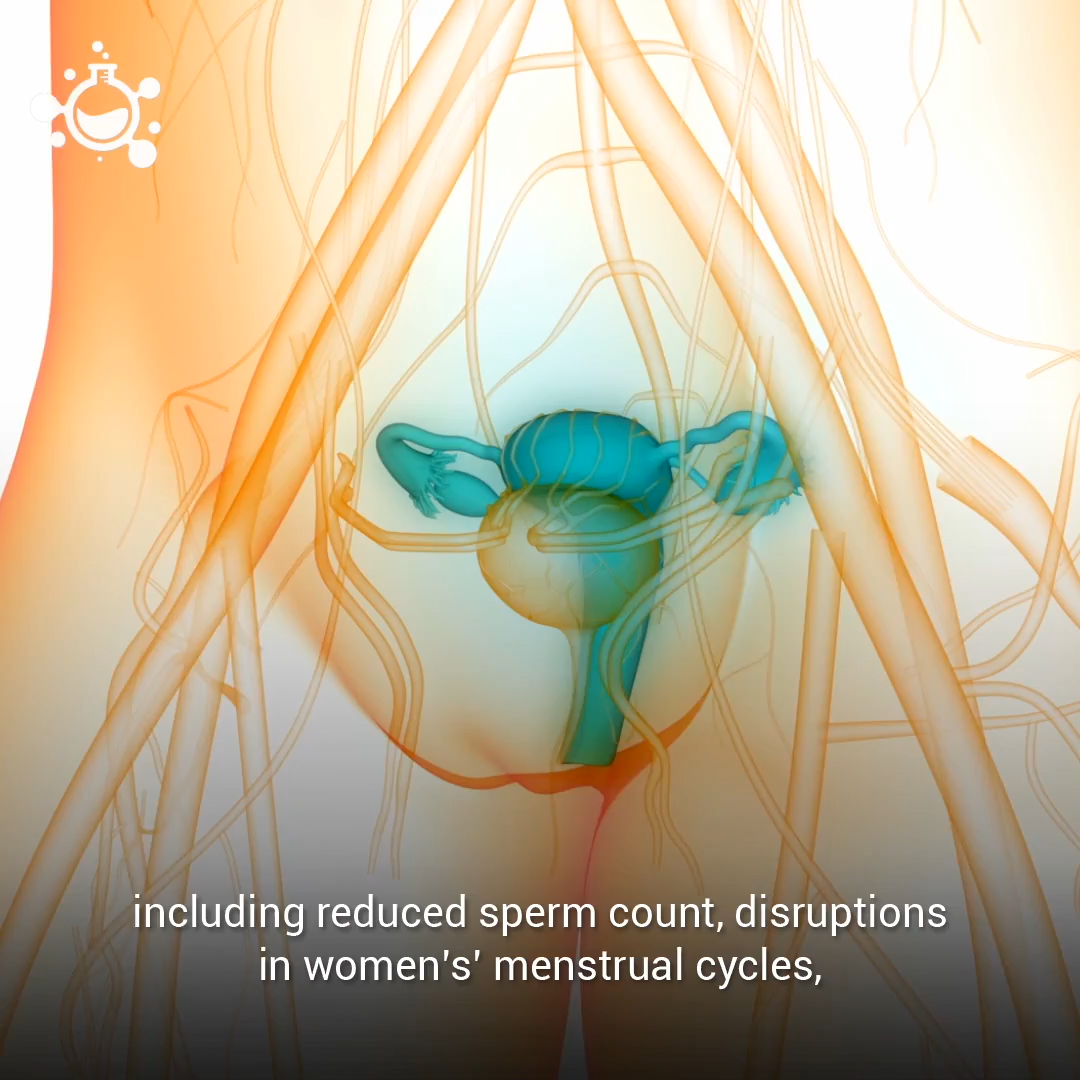 including reduced sperm count, disruptions
in women's' menstrual cycles,